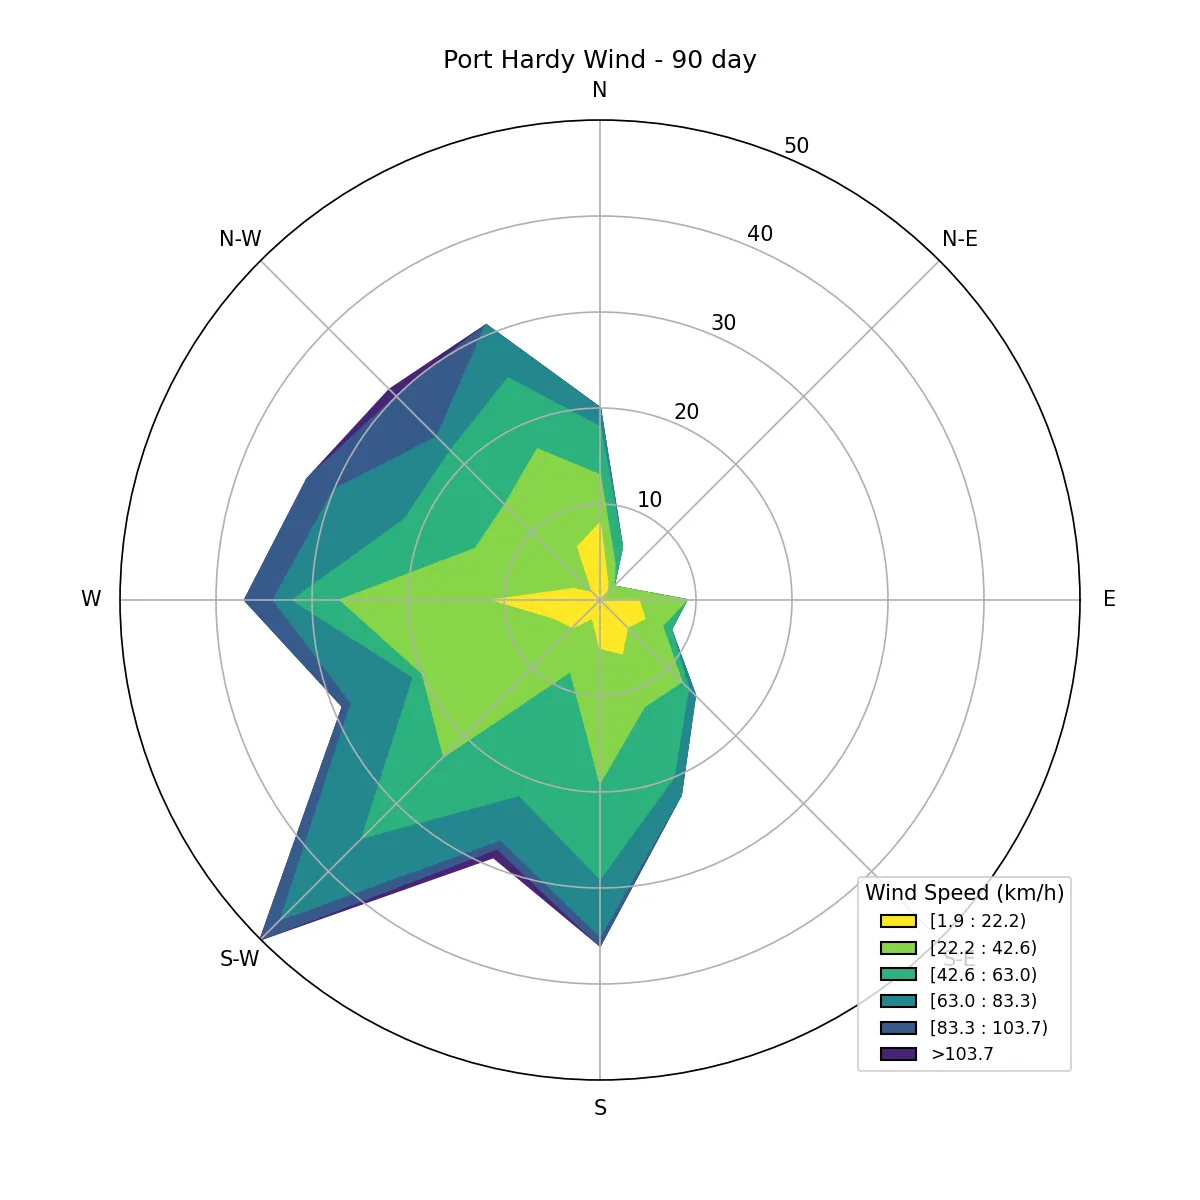 Port Hardy Wind - 90 day
N
50
N-W
40
N-E
30
20
10
W
E
S-W
S-E
S
Wind Speed (km/h)
[1.9 : 22.2)
[22.2 : 42.6)
[42.6 : 63.0)
[63.0 : 83.3)
[83.3 : 103.7)
>103.7